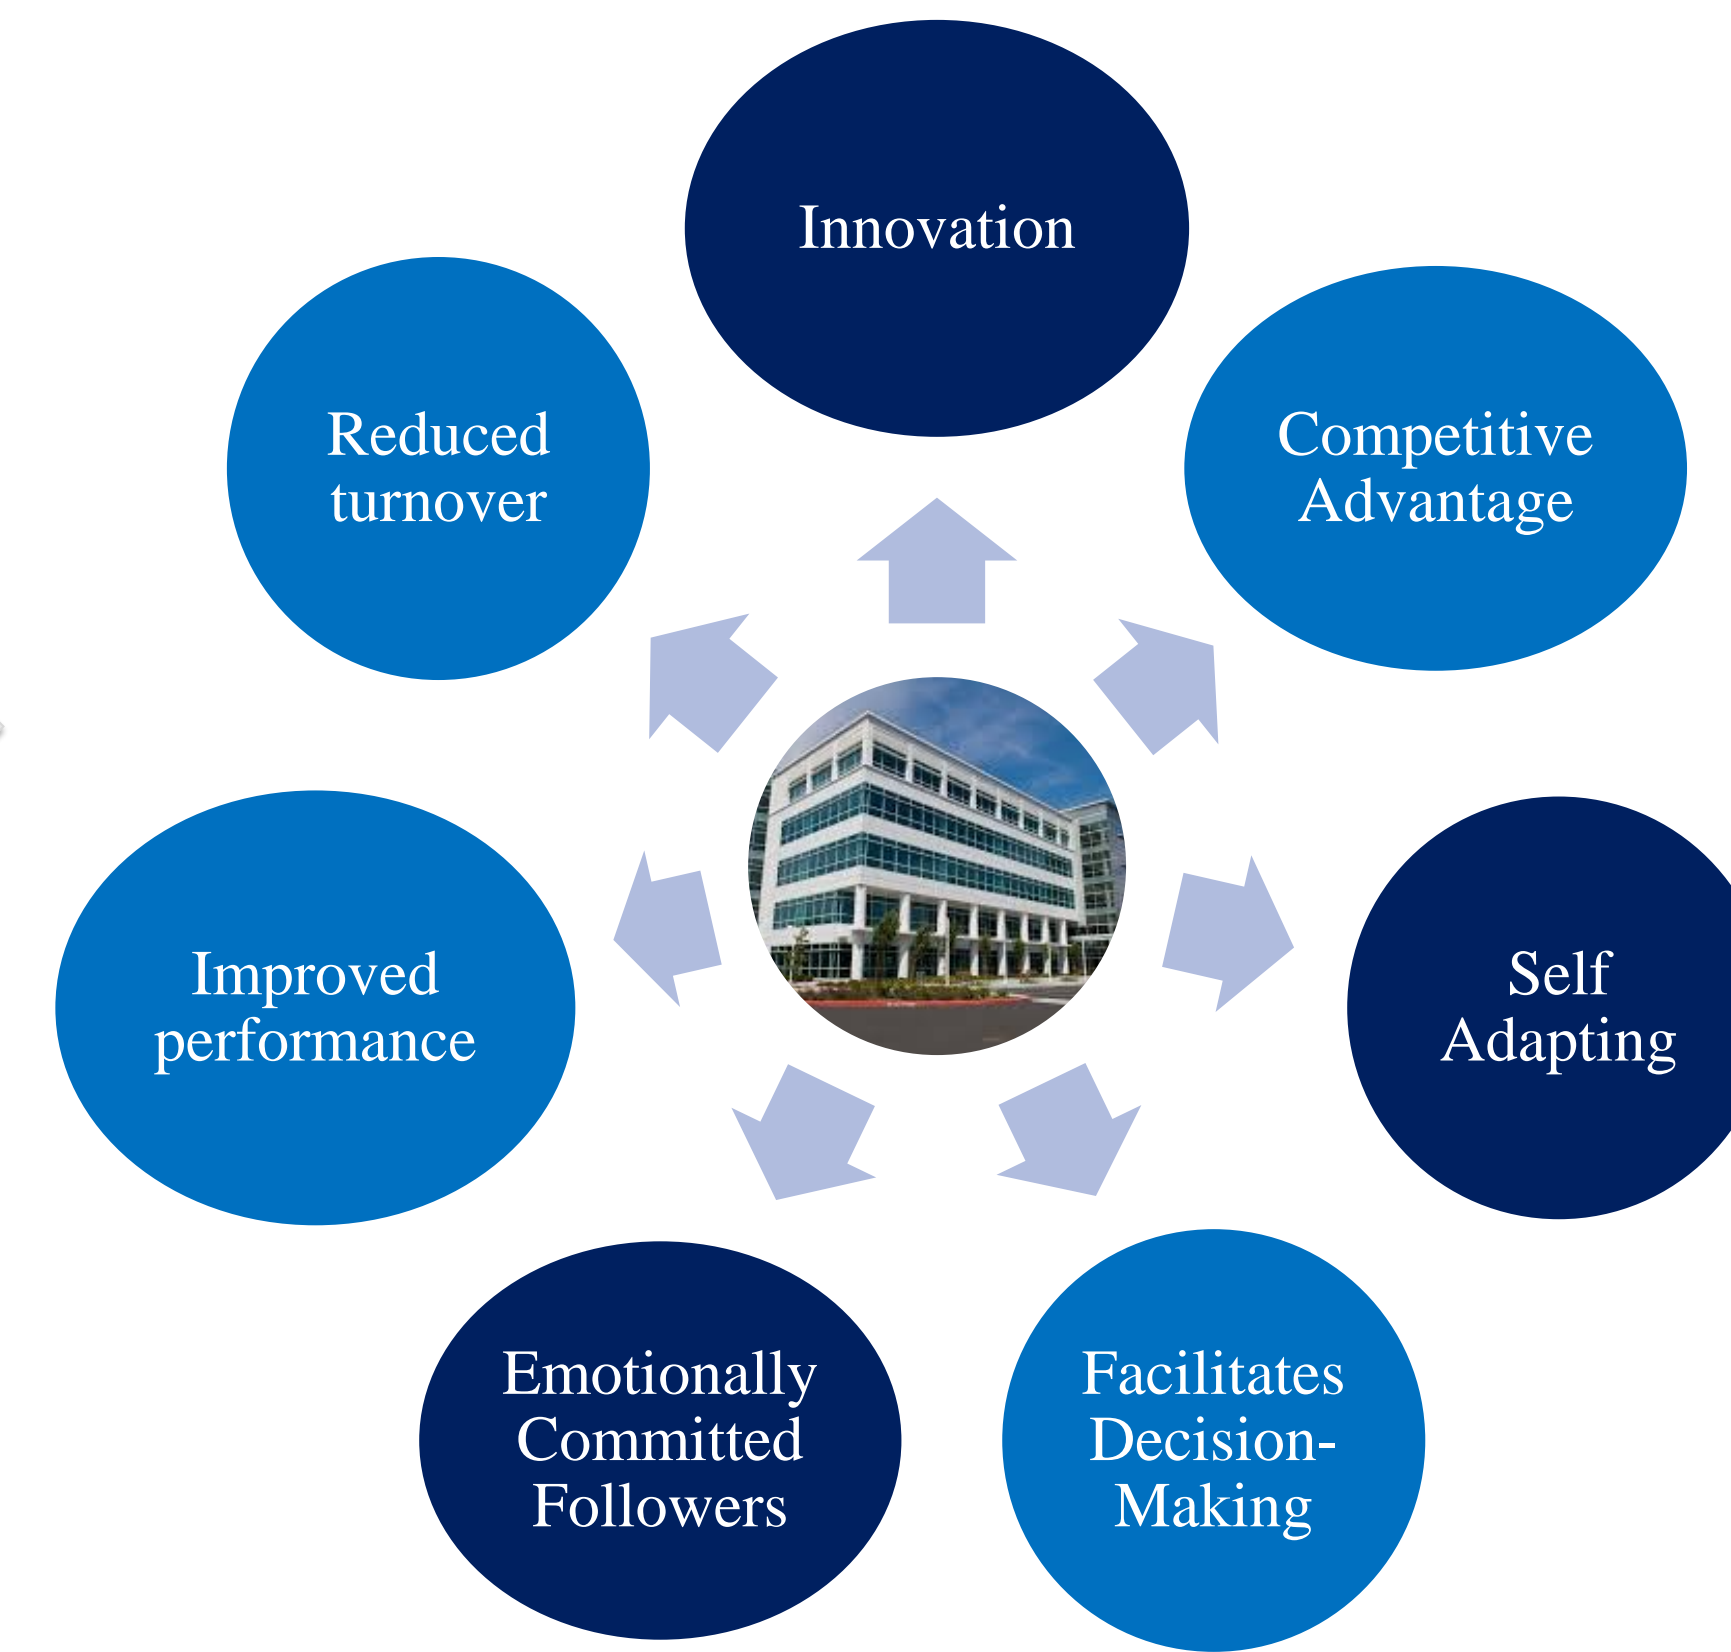 Innovation
Competitive
Advantage
Self
Adapting
Facilitates
Decision-
Making
Emotionally
Committed
Followers
Improved
performance
Reduced
turnover